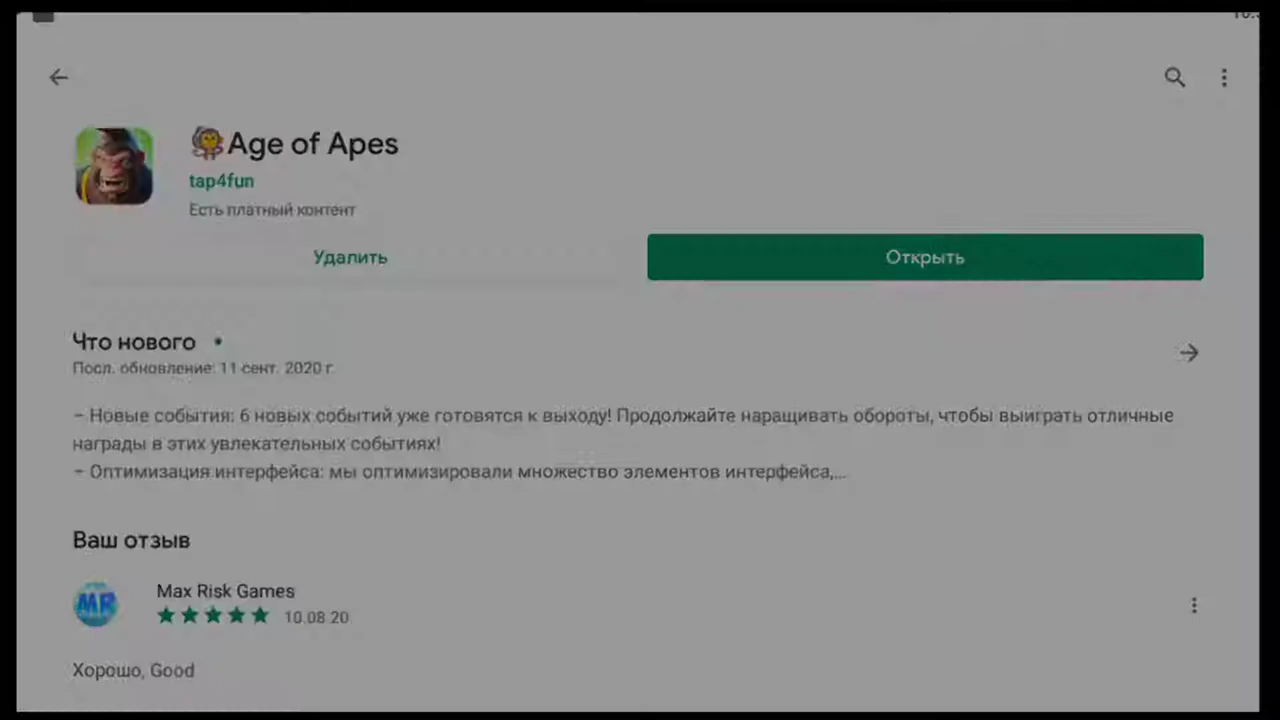 Age of Apes
tap4fun
Есть платный контент
Удалить
Открыть
Что нового •
Посл. обновление: 11 сент. 2020 г.
– Новые события: 6 новых событий уже готовятся к выходу! Продолжайте наращивать обороты, чтобы выиграть отличные
награды в этих увлекательных событиях!
– Оптимизация интерфейса: мы оптимизировали множество элементов интерфейса,...
Ваш отзыв
MR
Max Risk Games
10.08.20
Хорошо, Good